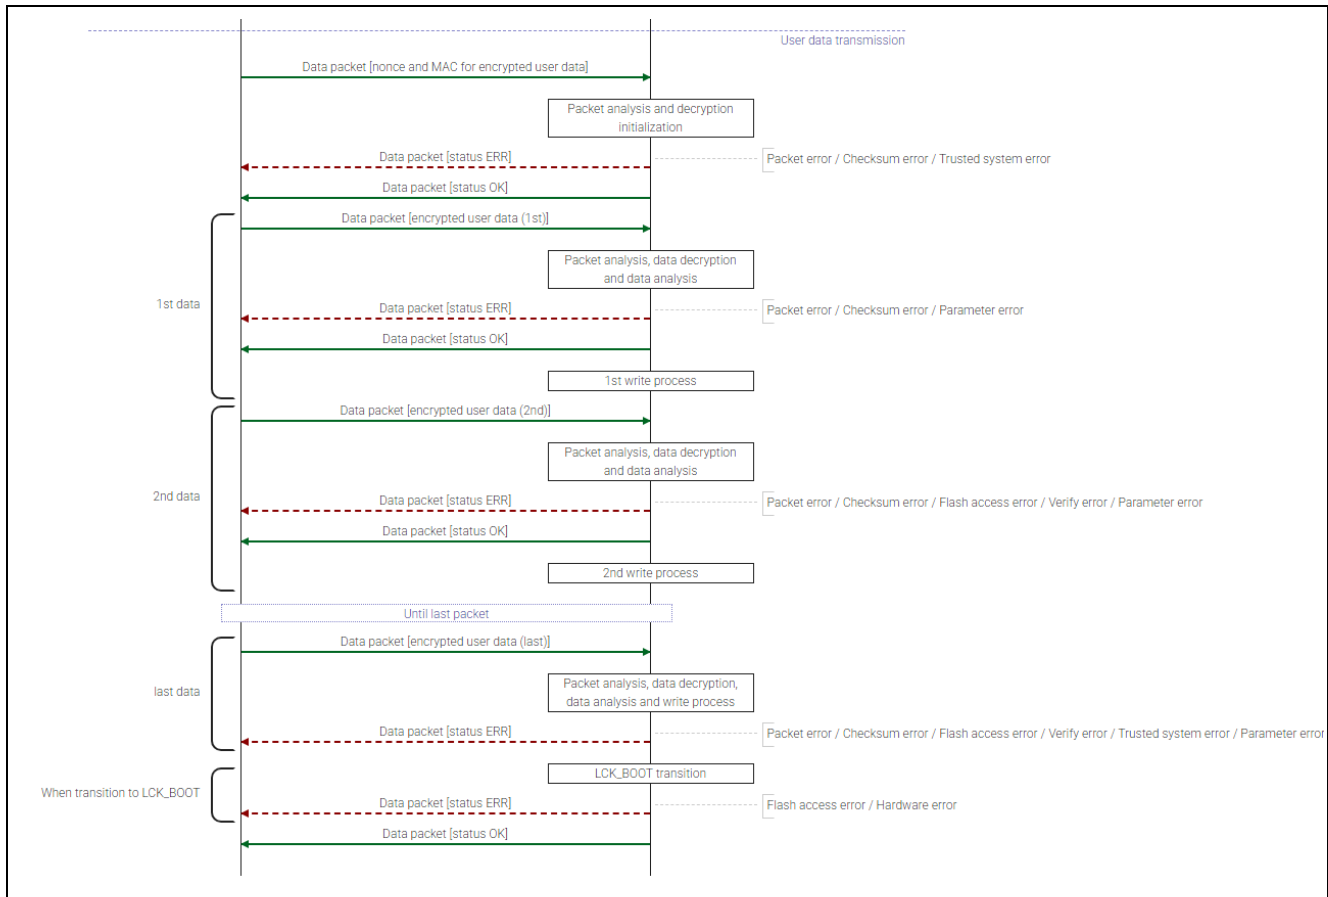 User data transmission
Data packet [nonce and MAC for encrypted user data]
Packet analysis and decryption
initialization
Data packet [status ERR]
Packet error / Checksum error / Trusted system error
Data packet [status OK]
Data packet [encrypted user data (1st)]
Packet analysis, data decryption
and data analysis
1st data
Data packet [status ERR]
Packet error / Checksum error / Parameter error
Data packet [status OK]
1st write process
Data packet [encrypted user data (2nd)]
Packet analysis, data decryption
and data analysis
2nd data
Data packet [status ERR]
Packet error / Checksum error / Flash access error / Verify error / Parameter error
Data packet [status OK]
2nd write process
Until last packet
Data packet [encrypted user data (last)]
Packet analysis, data decryption,
data analysis and write process
last data
Data packet [status ERR]
Packet error / Checksum error / Flash access error / Verify error / Trusted system error / Parameter error
LCK_BOOT transition
When transition to LCK_BOOT
Data packet [status ERR]
Flash access error / Hardware error
Data packet [status OK]